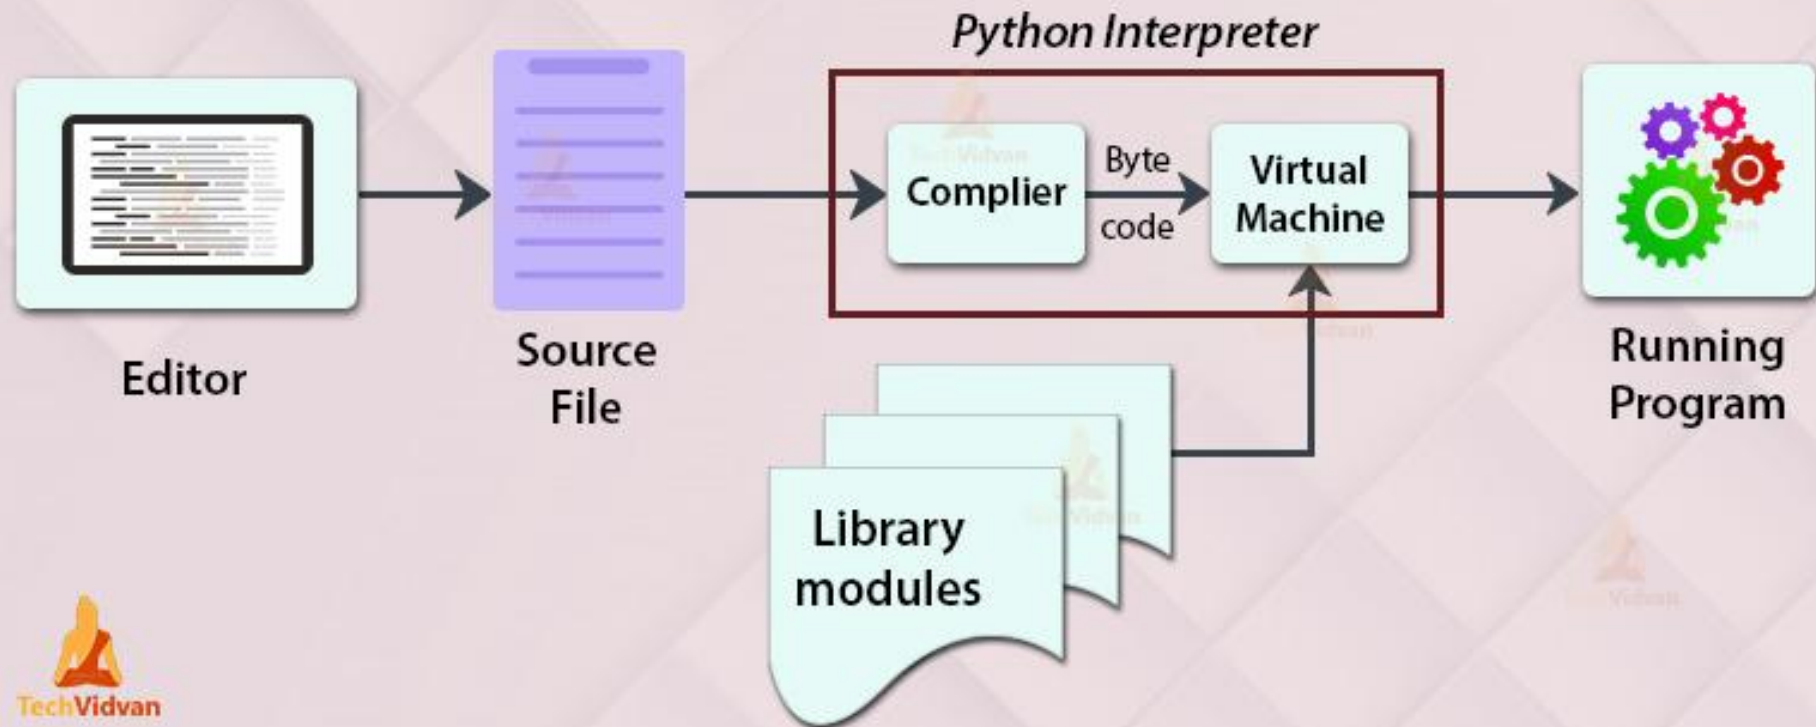 Python Interpreter
Editor
Source
File
Complier
Byte
code
Virtual
Machine
Running
Program
Library
modules
TechVidvan